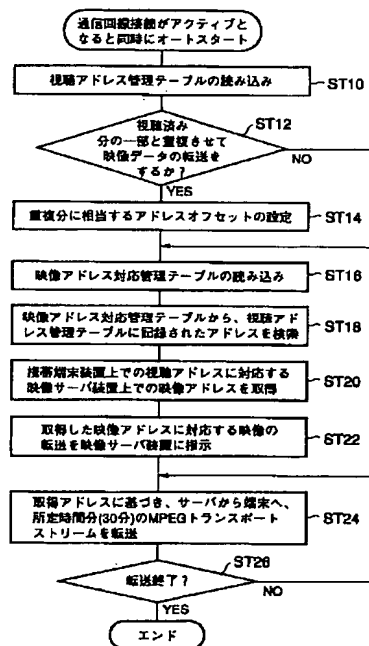 通信回線接続がアクティブと
なると同時にオートスタート
視聴アドレス管理テーブルの読み込み
ST10
視聴済み
分の一部と重複させて
映像データの転送を
するか?
ST12
NO
YES
重複分に相当するアドレスオフセットの設定
ST14
映像アドレス対応管理テーブルの読み込み
ST16
映像アドレス対応管理テーブルから、視聴アド
レス管理テーブルに記録されたアドレスを検索
ST18
携帯端末装置上での視聴アドレスに対応する
映像サーバ装置上での映像アドレスを取得
ST20
取得した映像アドレスに対応する映像の
転送を映像サーバ装置に指示
ST22
取得アドレスに基づき、サーバから端末へ、
所定時間分(30分)のMPEGトランスポート
ストリームを転送
ST24
転送終了?
ST26
NO
YES
エンド